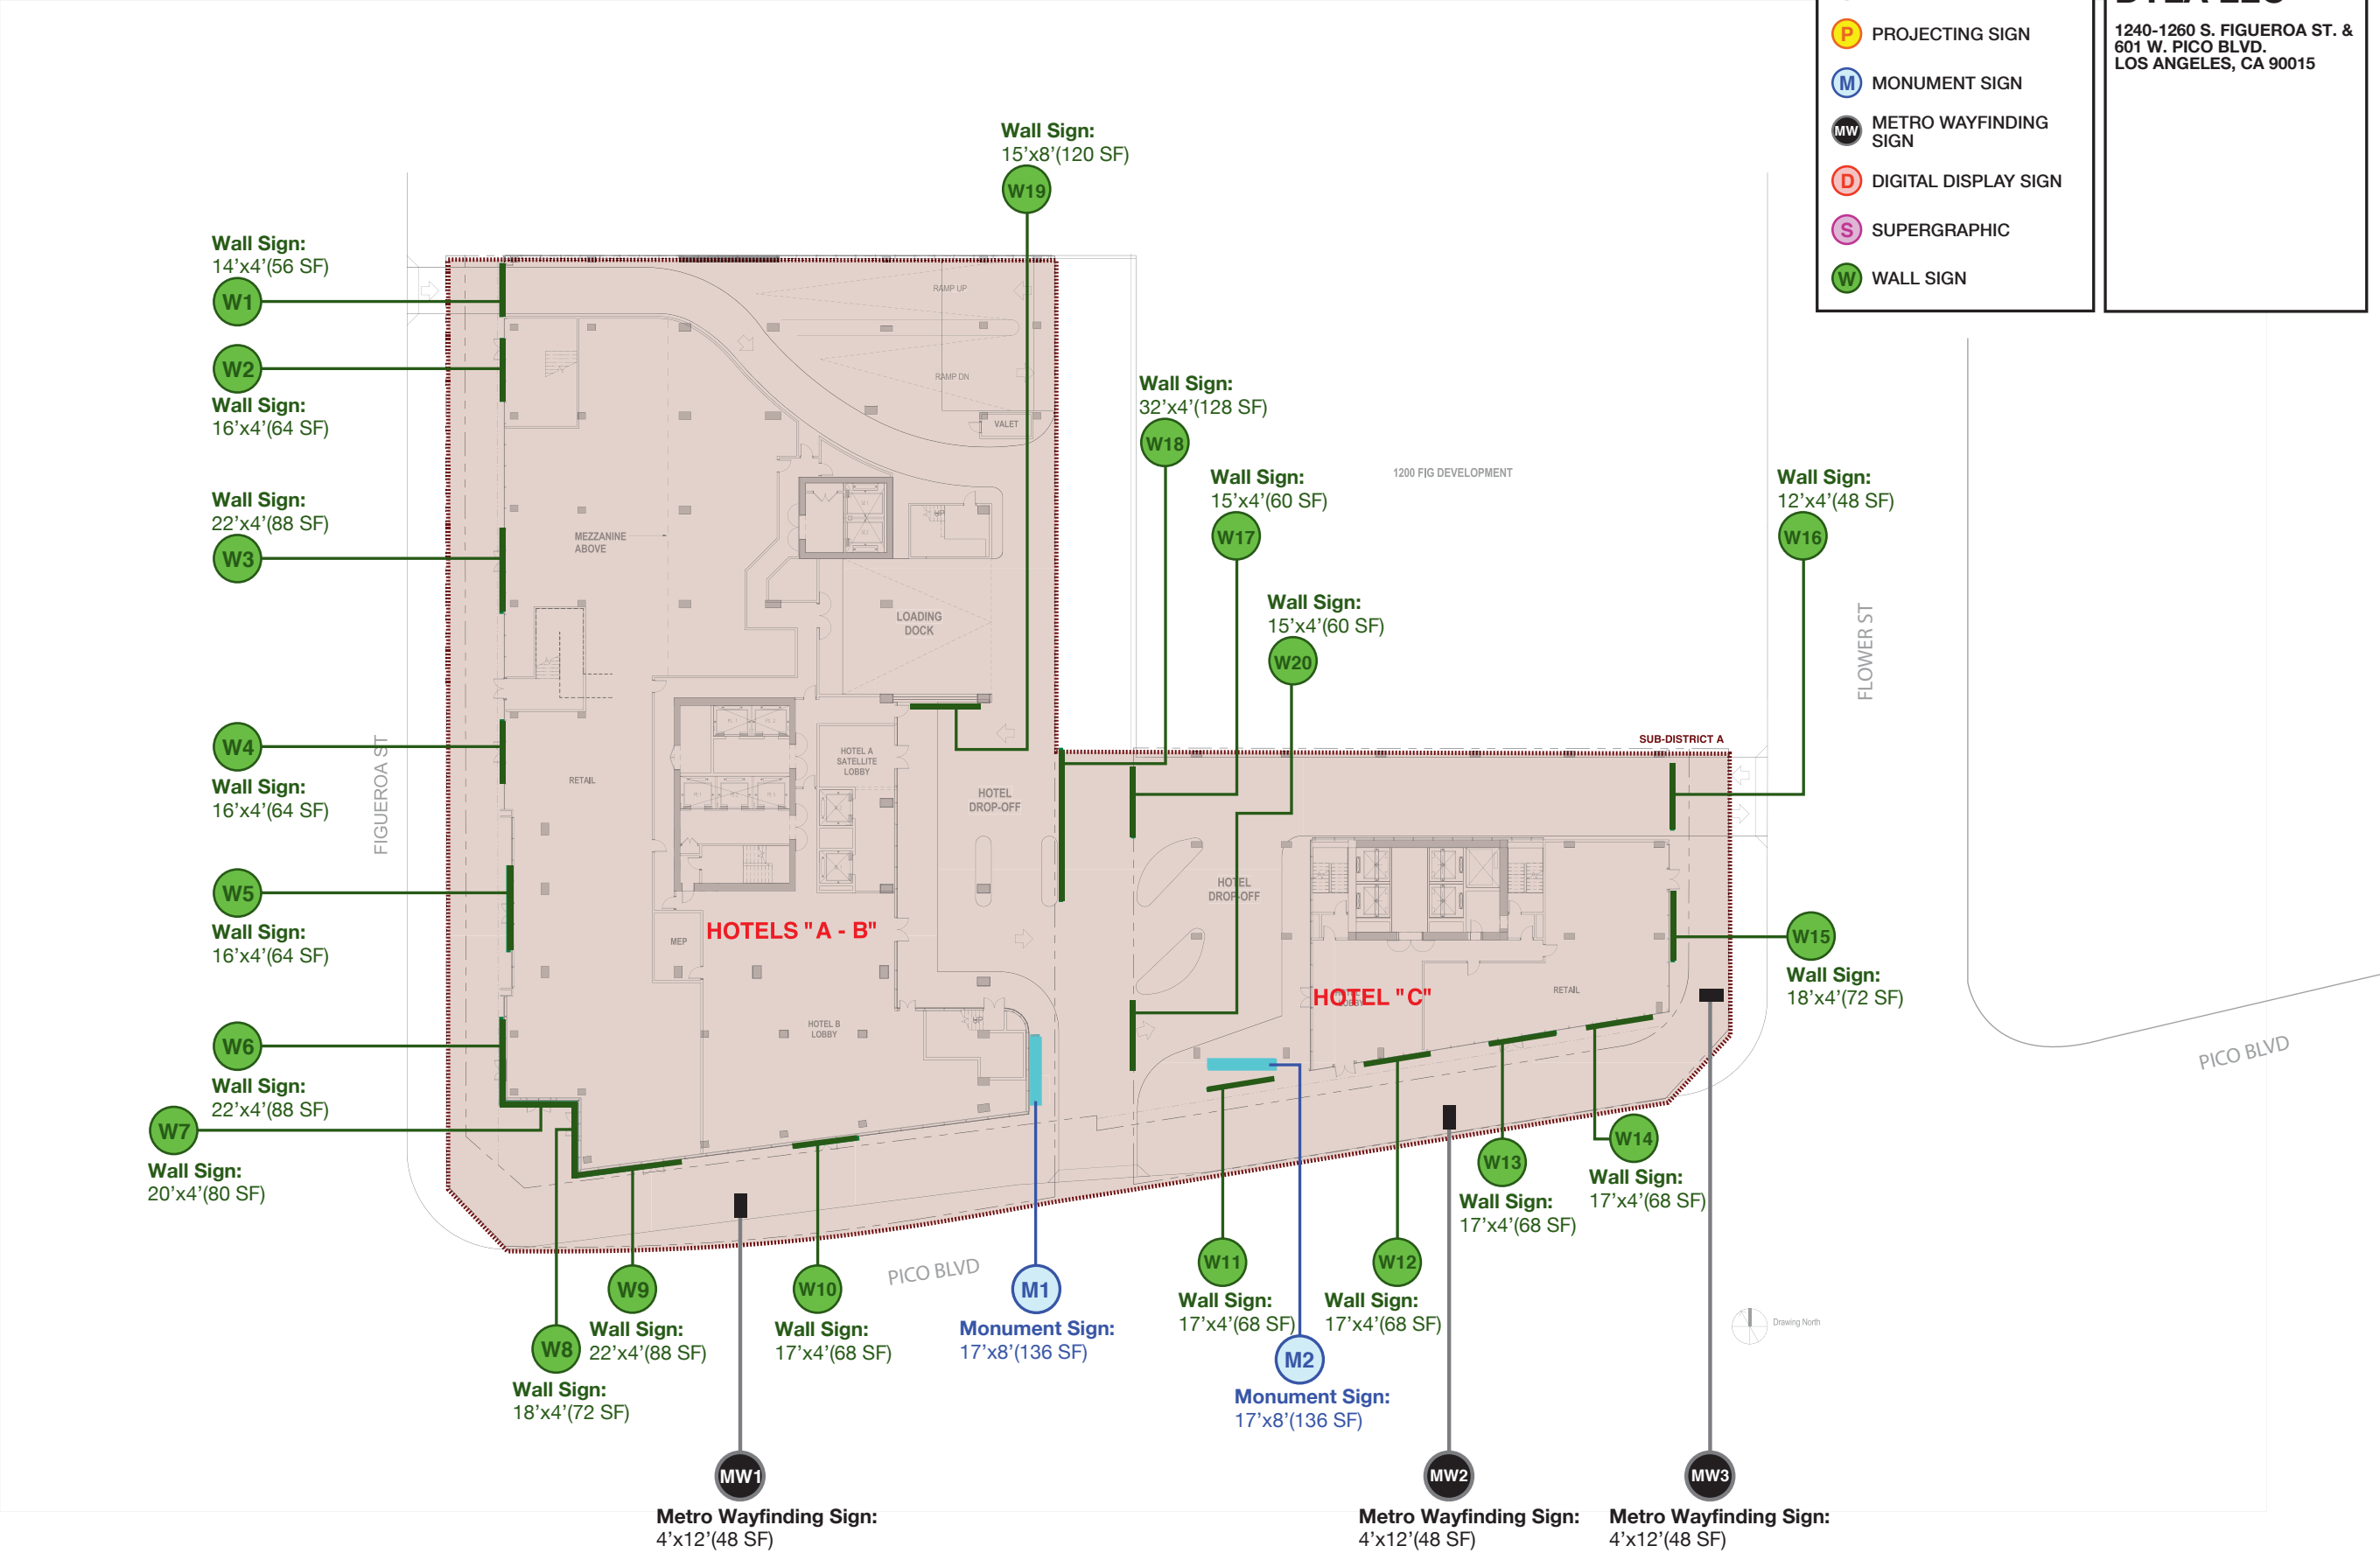 PROJECTING SIGN
P
MONUMENT SIGN
M
METRO WAYFINDING
SIGN
MW
DIGITAL DISPLAY SIGN
D
SUPERGRAPHIC
S
WALL SIGN
W
1240-1260 S. FIGUEROA ST. &
601 W. PICO BLVD.
LOS ANGELES, CA 90015
Wall Sign:
15’x8’(120 SF)
W19
Wall Sign:
14’x4’(56 SF)
W1
W2
Wall Sign:
16’x4’(64 SF)
Wall Sign:
22’x4’(88 SF)
W3
W4
Wall Sign:
16’x4’(64 SF)
W5
Wall Sign:
16’x4’(64 SF)
W6
Wall Sign:
22’x4’(88 SF)
W7
Wall Sign:
20’x4’(80 SF)
FIGUEROA ST
RAMP UP
RAMP DN
VALET
MEZZANINE
ABOVE
UP
LOADING
DOCK
RETAIL
HOTEL A
SATELLITE
LOBBY
HOTEL
DROP-OFF
HOTELS "A - B"
MEP
HOTEL B
LOBBY
UP
Wall Sign:
32’x4’(128 SF)
W18
Wall Sign:
15’x4’(60 SF)
W17
Wall Sign:
15’x4’(60 SF)
W20
1200 FIG DEVELOPMENT
Wall Sign:
12’x4’(48 SF)
W16
FLOWER ST
SUB-DISTRICT A
HOTEL
DROP-OFF
HOTEL "C"
LOBBY
RETAIL
W15
Wall Sign:
18’x4’(72 SF)
PICO BLVD
W14
Wall Sign:
17’x4’(68 SF)
W13
Wall Sign:
17’x4’(68 SF)
W12
Wall Sign:
17’x4’(68 SF)
W11
Wall Sign:
17’x4’(68 SF)
PICO BLVD
M1
Monument Sign:
17’x8’(136 SF)
M2
Monument Sign:
17’x8’(136 SF)
W10
Wall Sign:
17’x4’(68 SF)
W9
Wall Sign:
22’x4’(88 SF)
W8
Wall Sign:
18’x4’(72 SF)
Drawing North
MW1
Metro Wayfinding Sign:
4’x12’(48 SF)
MW2
Metro Wayfinding Sign:
4’x12’(48 SF)
MW3
Metro Wayfinding Sign:
4’x12’(48 SF)